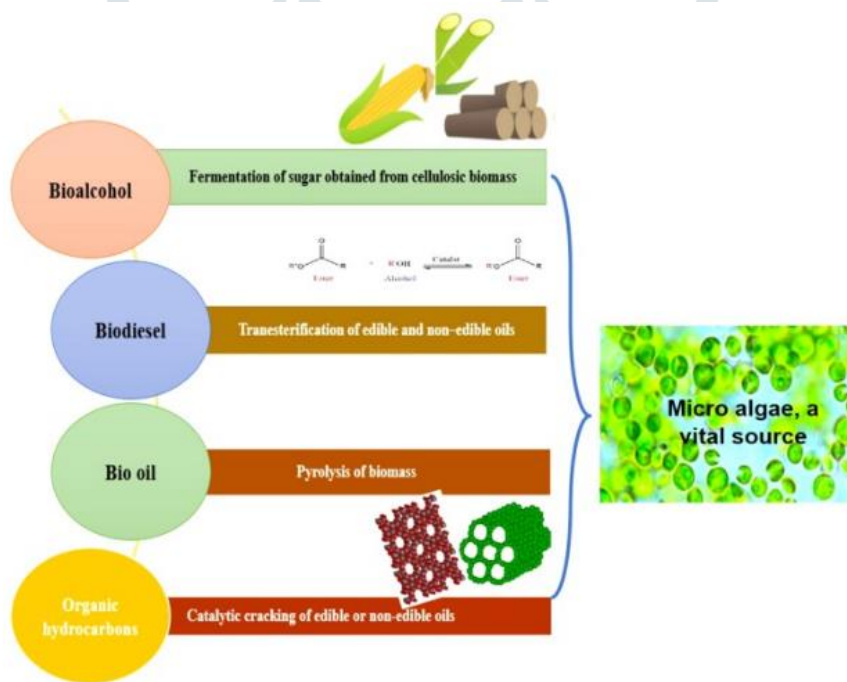 Bioalcohol
Fermentation of sugar obtained from cellulosic biomass
O
R"O
R
Ester
+
R'OH
Alcohol
Catalyst
O
R'O
R
Ester
Biodiesel
Tranesterification of edible and non-edible oils
Bio oil
Pyrolysis of biomass
Organic
hydrocarbons
Catalytic cracking of edible or non-edible oils
Micro algae, a
vital source